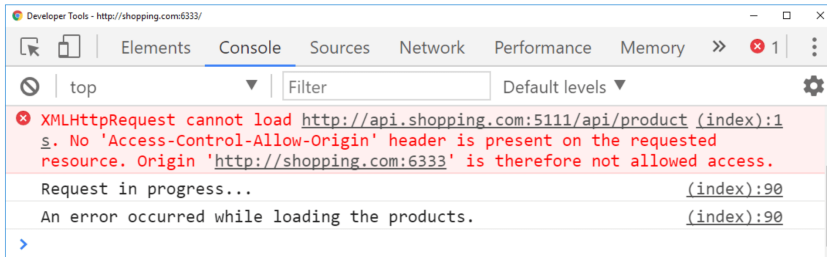 Developer Tools - http://shopping.com:6333/
Elements Console Sources Network Performance Memory » 1
top Filter Default levels
XMLHttpRequest cannot load http://api.shopping.com:5111/api/product (index):1
s. No 'Access-Control-Allow-Origin' header is present on the requested
resource. Origin 'http://shopping.com:6333' is therefore not allowed access.
Request in progress... (index):90
An error occurred while loading the products. (index):90